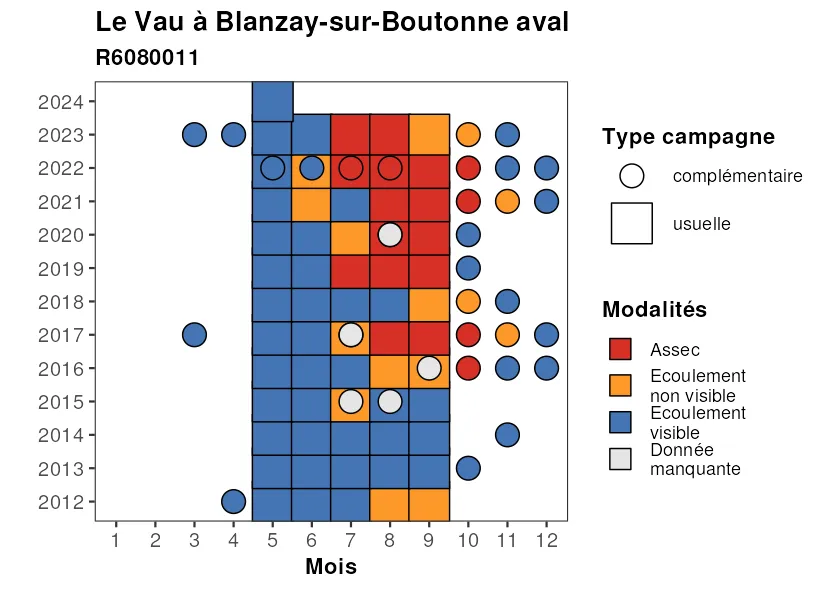 Le Vau à Blanzay-sur-Boutonne aval
R6080011
2024
2023
2022
2021
2020
2019
2018
2017
2016
2015
2014
2013
2012
1 2 3 4 5 6 7 8 9 10 11 12
Mois
Type campagne
complémentaire
usuelle
Modalités
Assec
Ecoulement
non visible
Ecoulement
visible
Donnée
manquante